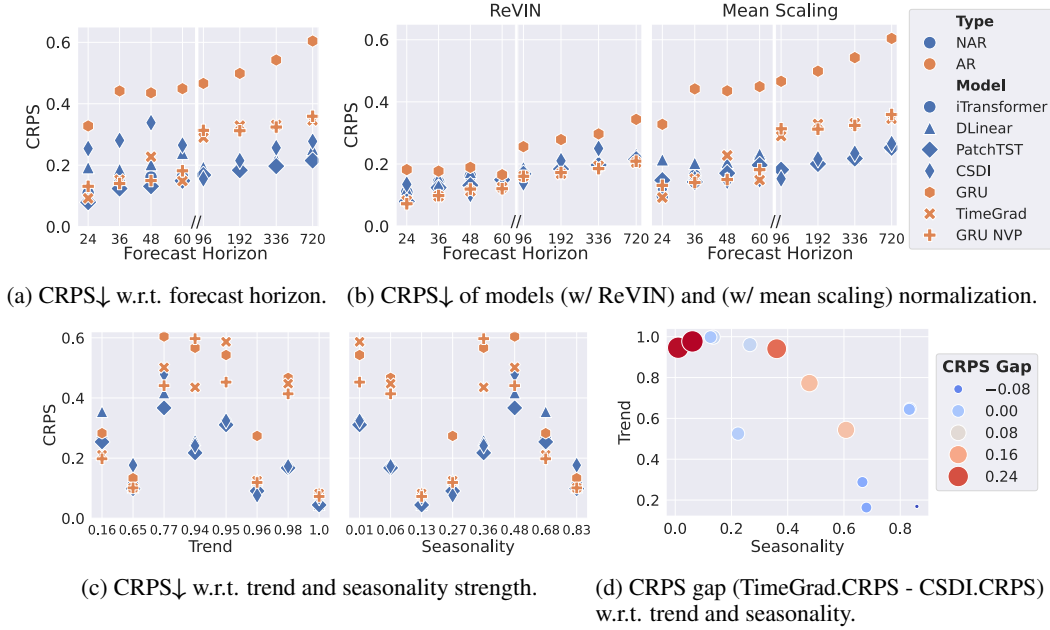 ReVIN
Mean Scaling
CRPS
0.6
0.4
0.2
0.0
24 36 48 60 // 96 192 336 720
Forecast Horizon
CRPS
0.6
0.4
0.2
0.0
24 36 48 60 // 96 192 336 720
Forecast Horizon
0.6
0.4
0.2
0.0
24 36 48 60 // 96 192 336 720
Forecast Horizon
Type
NAR
AR
Model
iTransformer
DLinear
PatchTST
CSDI
GRU
TimeGrad
GRU NVP
(a) CRPS↓ w.r.t. forecast horizon.
(b) CRPS↓ of models (w/ ReVIN) and (w/ mean scaling) normalization.
CRPS
0.6
0.4
0.2
0.0
0.16 0.65 0.77 0.94 0.95 0.96 0.98 1.0
Trend
0.01 0.06 0.13 0.27 0.36 0.48 0.68 0.83
Seasonality
(c) CRPS↓ w.r.t. trend and seasonality strength.
Trend
1.0
0.8
0.6
0.4
0.2
0.0 0.2 0.4 0.6 0.8
Seasonality
CRPS Gap
−0.08
0.00
0.08
0.16
0.24
(d) CRPS gap (TimeGrad.CRPS - CSDI.CRPS)
w.r.t. trend and seasonality.